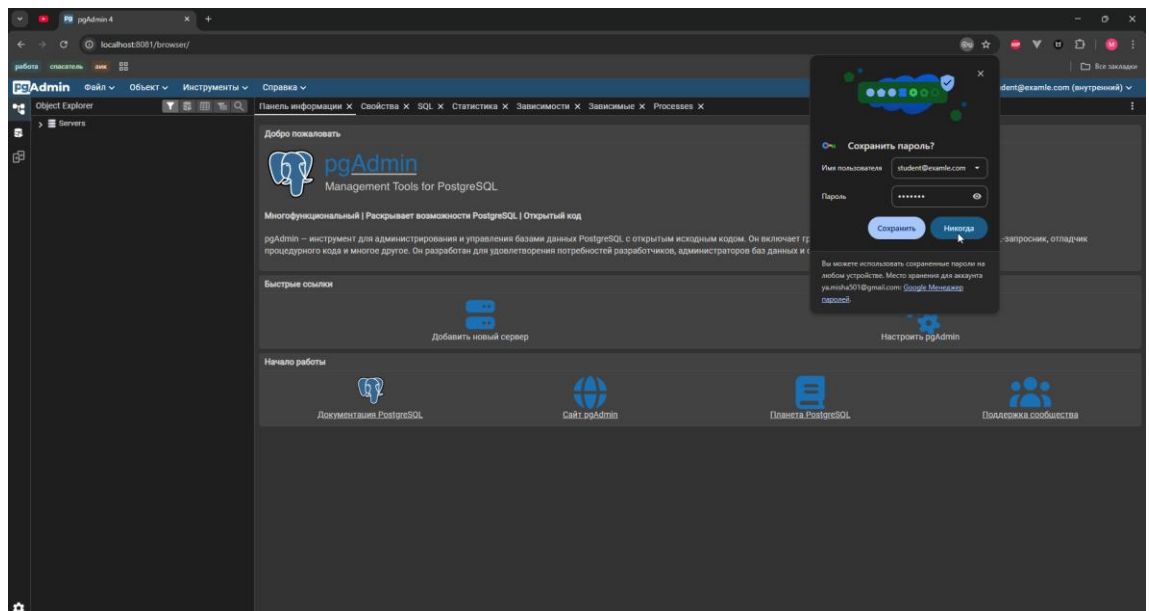 pgAdmin 4
localhost:8081/browser/
работа спасатель вик
Все закладки
PgAdmin Файл Объект Инструменты Справка
dent@examle.com (внутренний)
Object Explorer
Панель информации Свойства SQL Статистика Зависимости Зависимые Processes
Servers
Добро пожаловать
pgAdmin
Management Tools for PostgreSQL
Многофункциональный | Раскрывает возможности PostgreSQL | Открытый код
pgAdmin — инструмент для администрирования и управления базами данных PostgreSQL с открытым исходным кодом. Он включает гр
-запросник, отладчик
процедурного кода и многое другое. Он разработан для удовлетворения потребностей разработчиков, администраторов баз данных и с
Быстрые ссылки
Добавить новый сервер
Настроить pgAdmin
Начало работы
Документация PostgreSQL
Сайт pgAdmin
Планета PostgreSQL
Поддержка сообщества
Сохранить пароль?
Имя пользователя student@examle.com
Пароль •••••••
Сохранить Никогда
Вы можете использовать сохраненные пароли на
любом устройстве. Место хранения для аккаунта
ya.misha501@gmail.com: Google Менеджер
паролей.